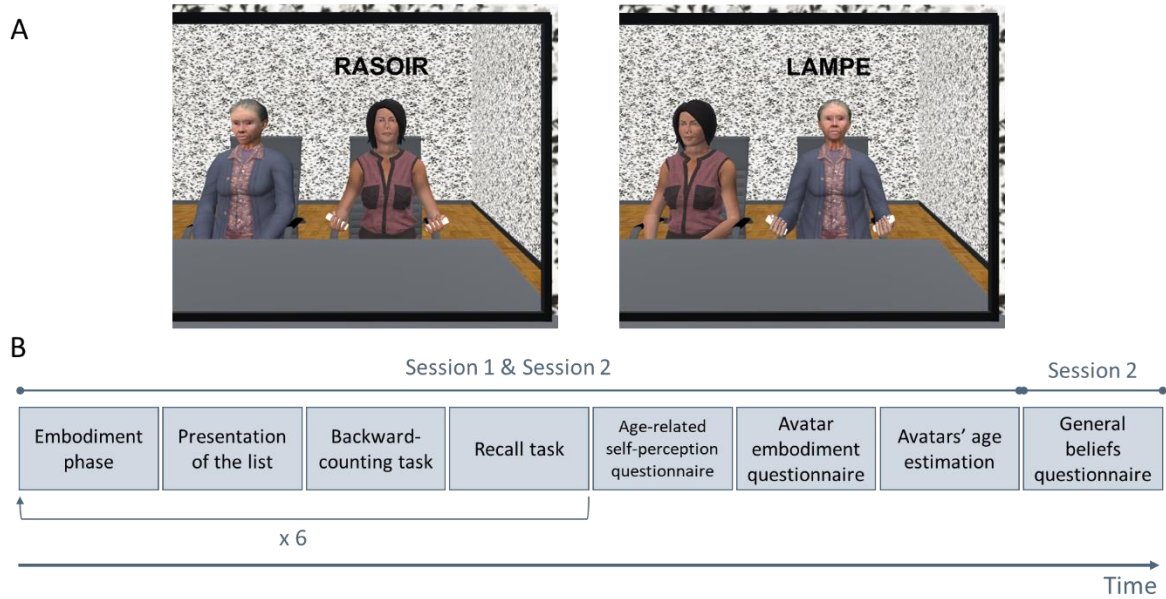 A
RASOIR
LAMPE
B
Session 1 & Session 2
Session 2
Embodiment
phase
Presentation
of the list
Backward-
counting task
Recall task
Age-related
self-perception
questionnaire
Avatar
embodiment
questionnaire
Avatars' age
estimation
General
beliefs
questionnaire
x 6
Time